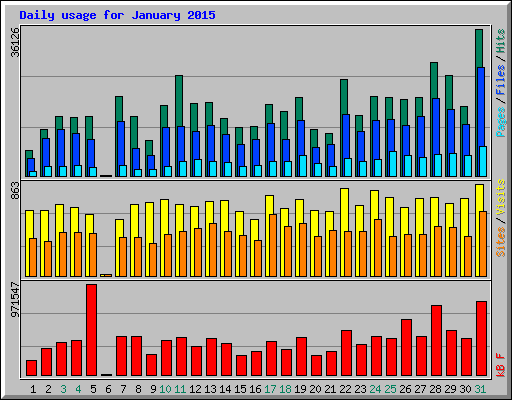 Daily usage for January 2015
36126
Pages / Files / Hits
863
Sites / Visits
971547
kB F
1 2 3 4 5 6 7 8 9 10 11 12 13 14 15 16 17 18 19 20 21 22 23 24 25 26 27 28 29 30 31